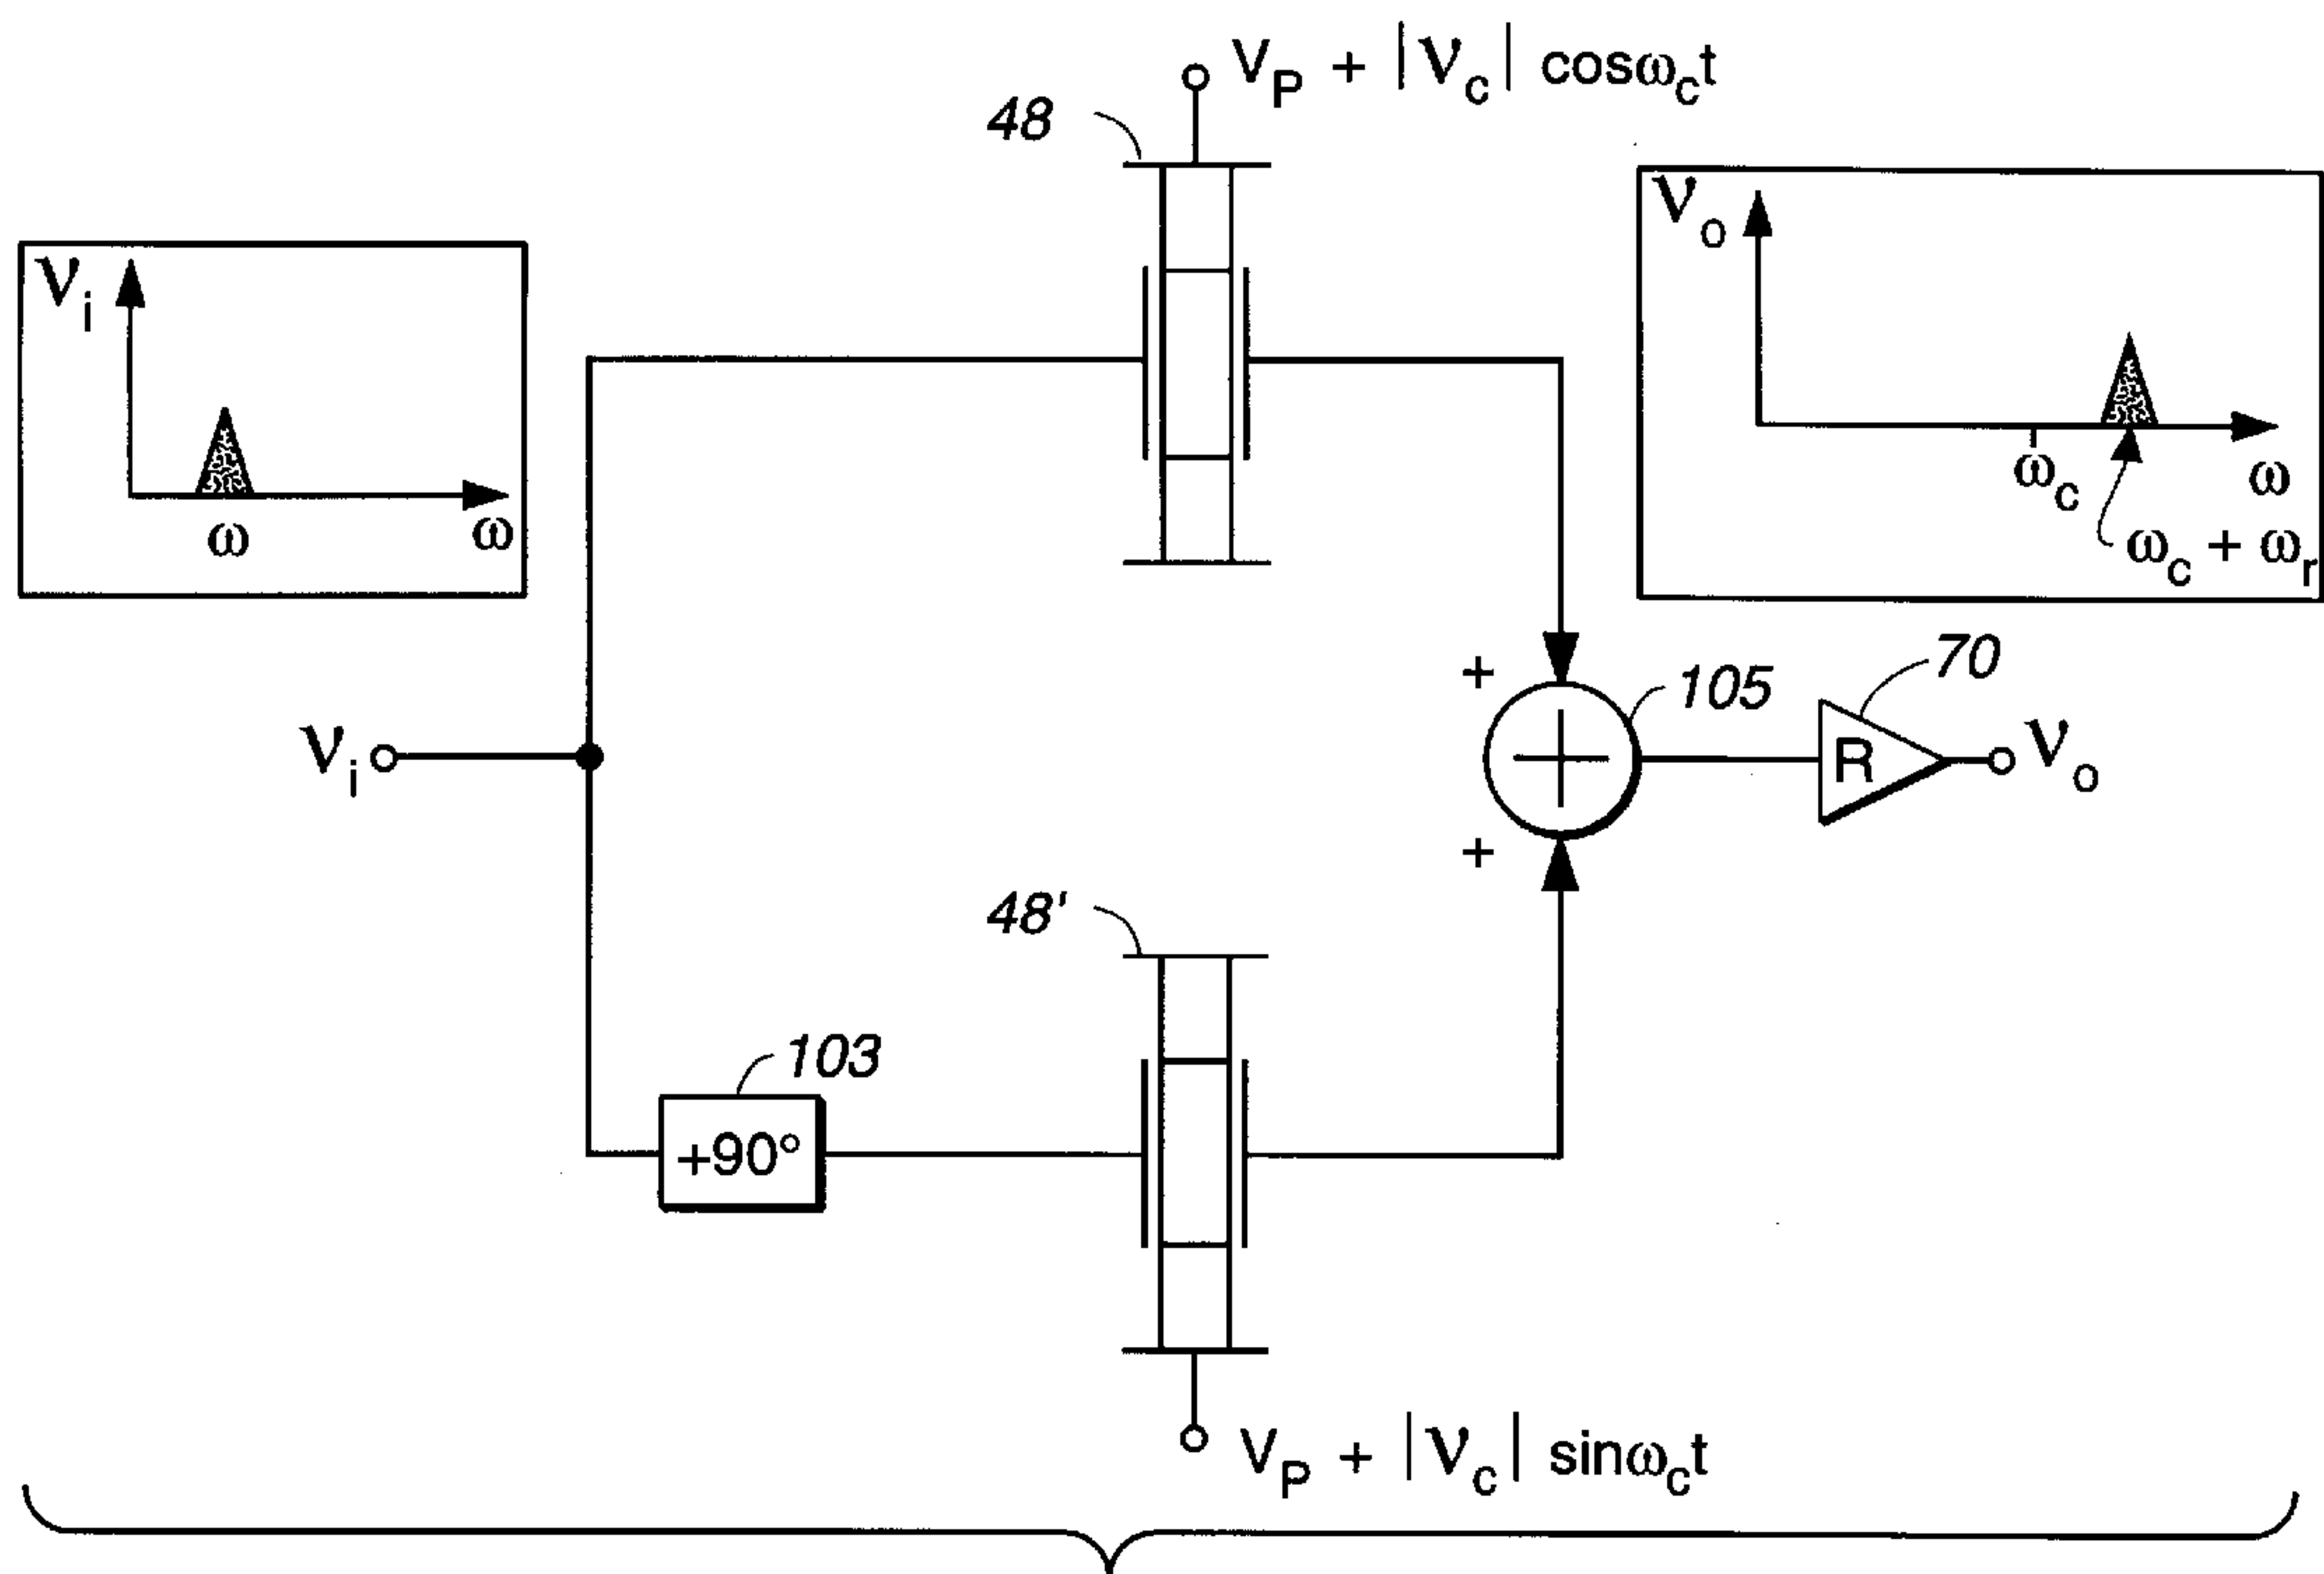 V_P + |v_c| cosω_ct
48
v_o
ω_c
ω
ω_c + ω_r
v_i
ω
ω
70
105
+
R
v_i
v_o
+
+
48'
103
+90°
V_P + |v_c| sinω_ct